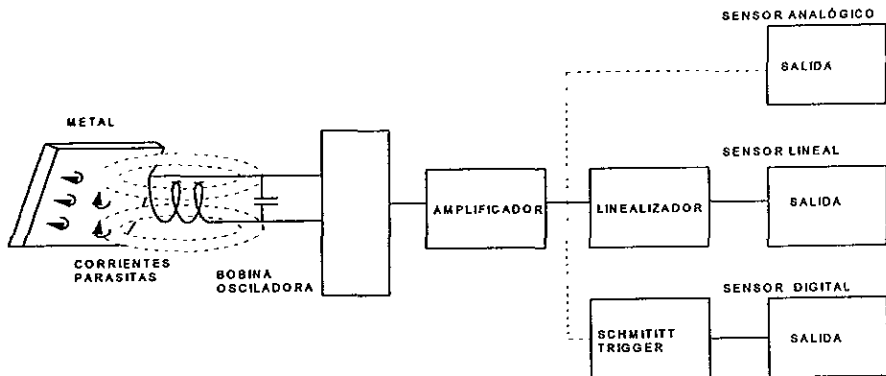 SENSOR ANALÓGICO
SALIDA
METAL
SENSOR LINEAL
AMPLIFICADOR
LINEALIZADOR
SALIDA
CORRIENTES
PARASITAS
BOBINA
OSCILADORA
SENSOR DIGITAL
SCHMITITT
TRIGGER
SALIDA